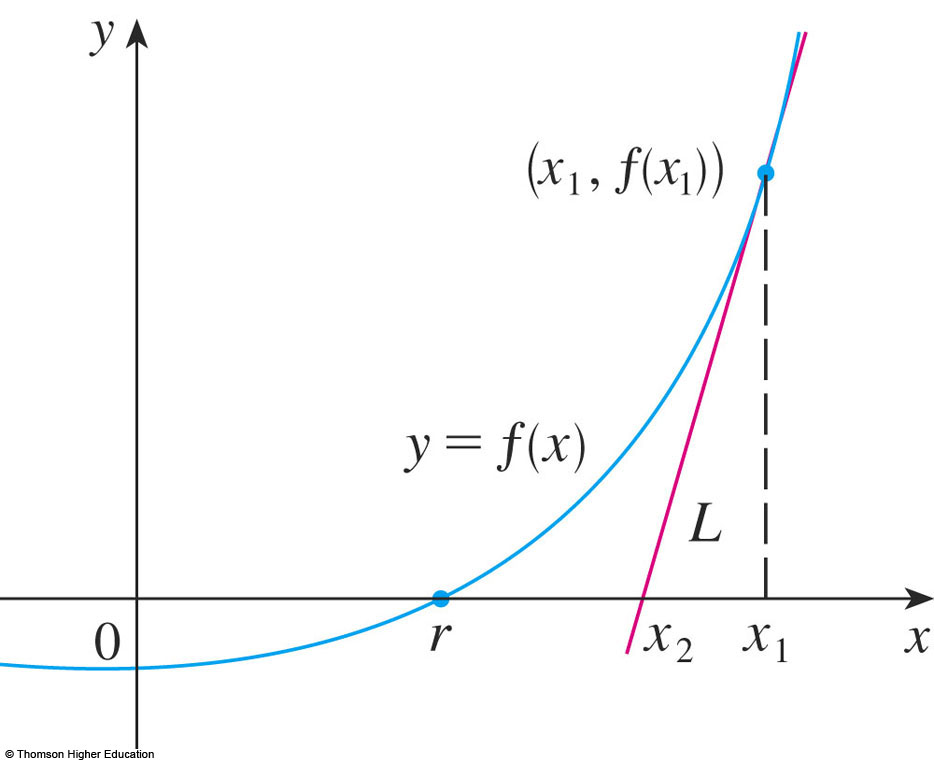 y
(x₁, f(x₁))
y = f(x)
L
0
r
x₂
x₁
x
© Thomson Higher Education